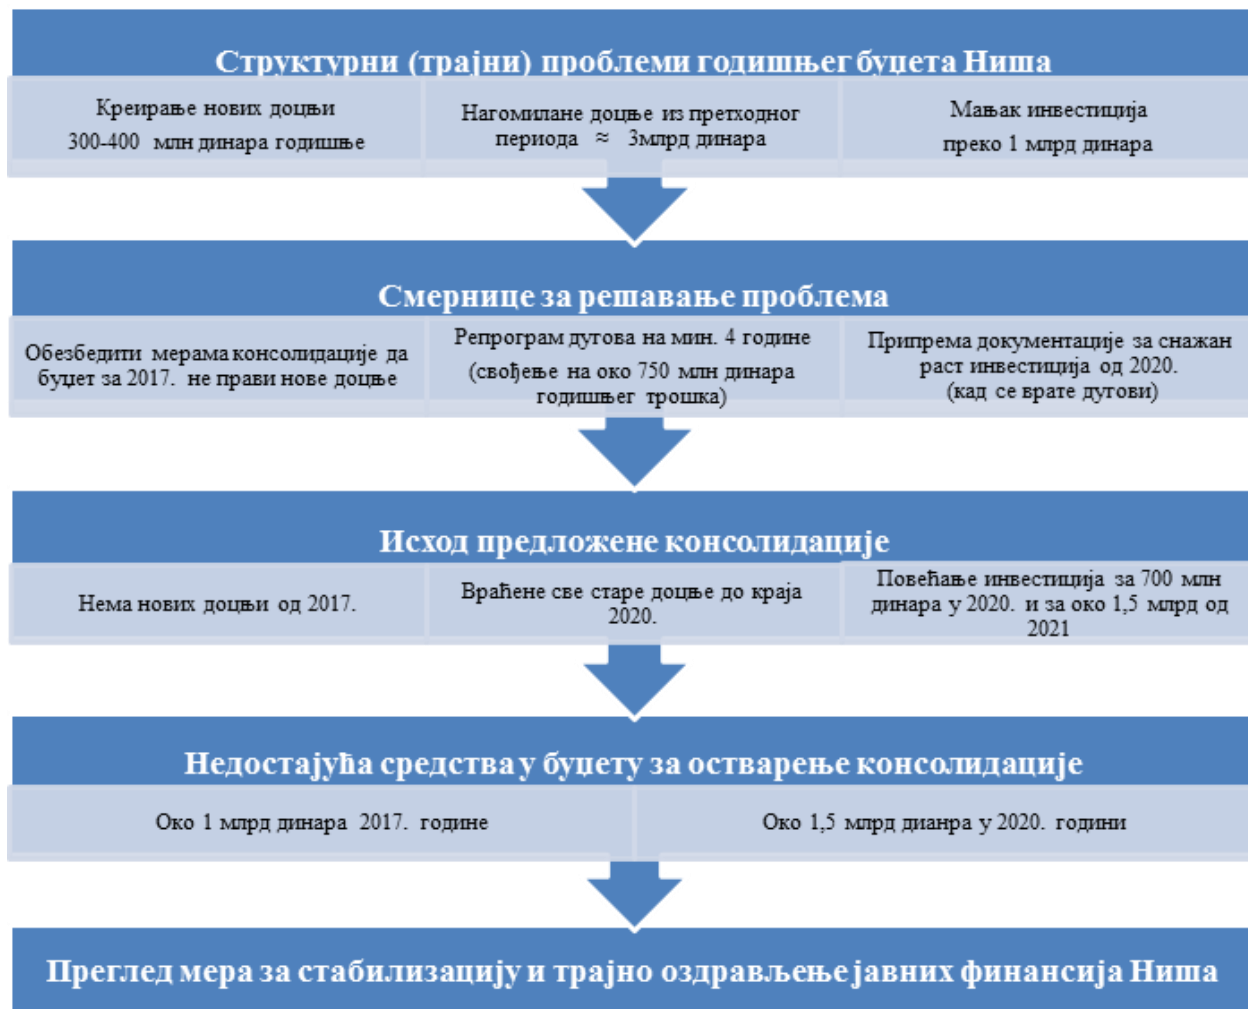 Структурни (трајни) проблеми годишњег буџета Ниша
Креирање нових доцњи
300-400 млн динара годишње
Нагомилане доцње из претходног
периода ≈ 3млрд динара
Мањак инвестиција
преко 1 млрд динара
Смернице за решавање проблема
Обезбедити мерама консолидације да
буџет за 2017. не прави нове доцње
Репрограм дугова на мин. 4 године
(свођење на око 750 млн динара
годишњег трошка)
Припрема документације за снажан
раст инвестиција од 2020.
(кад се врате дугови)
Исход предложене консолидације
Нема нових доцњи од 2017.
Враћене све старе доцње до краја
2020.
Повећање инвестиција за 700 млн
динара у 2020. и за око 1,5 млрд од
2021
Недостајућа средства у буџету за остварење консолидације
Око 1 млрд динара 2017. године
Око 1,5 млрд дианра у 2020. години
Преглед мера за стабилизацију и трајно оздрављење јавних финансија Ниша